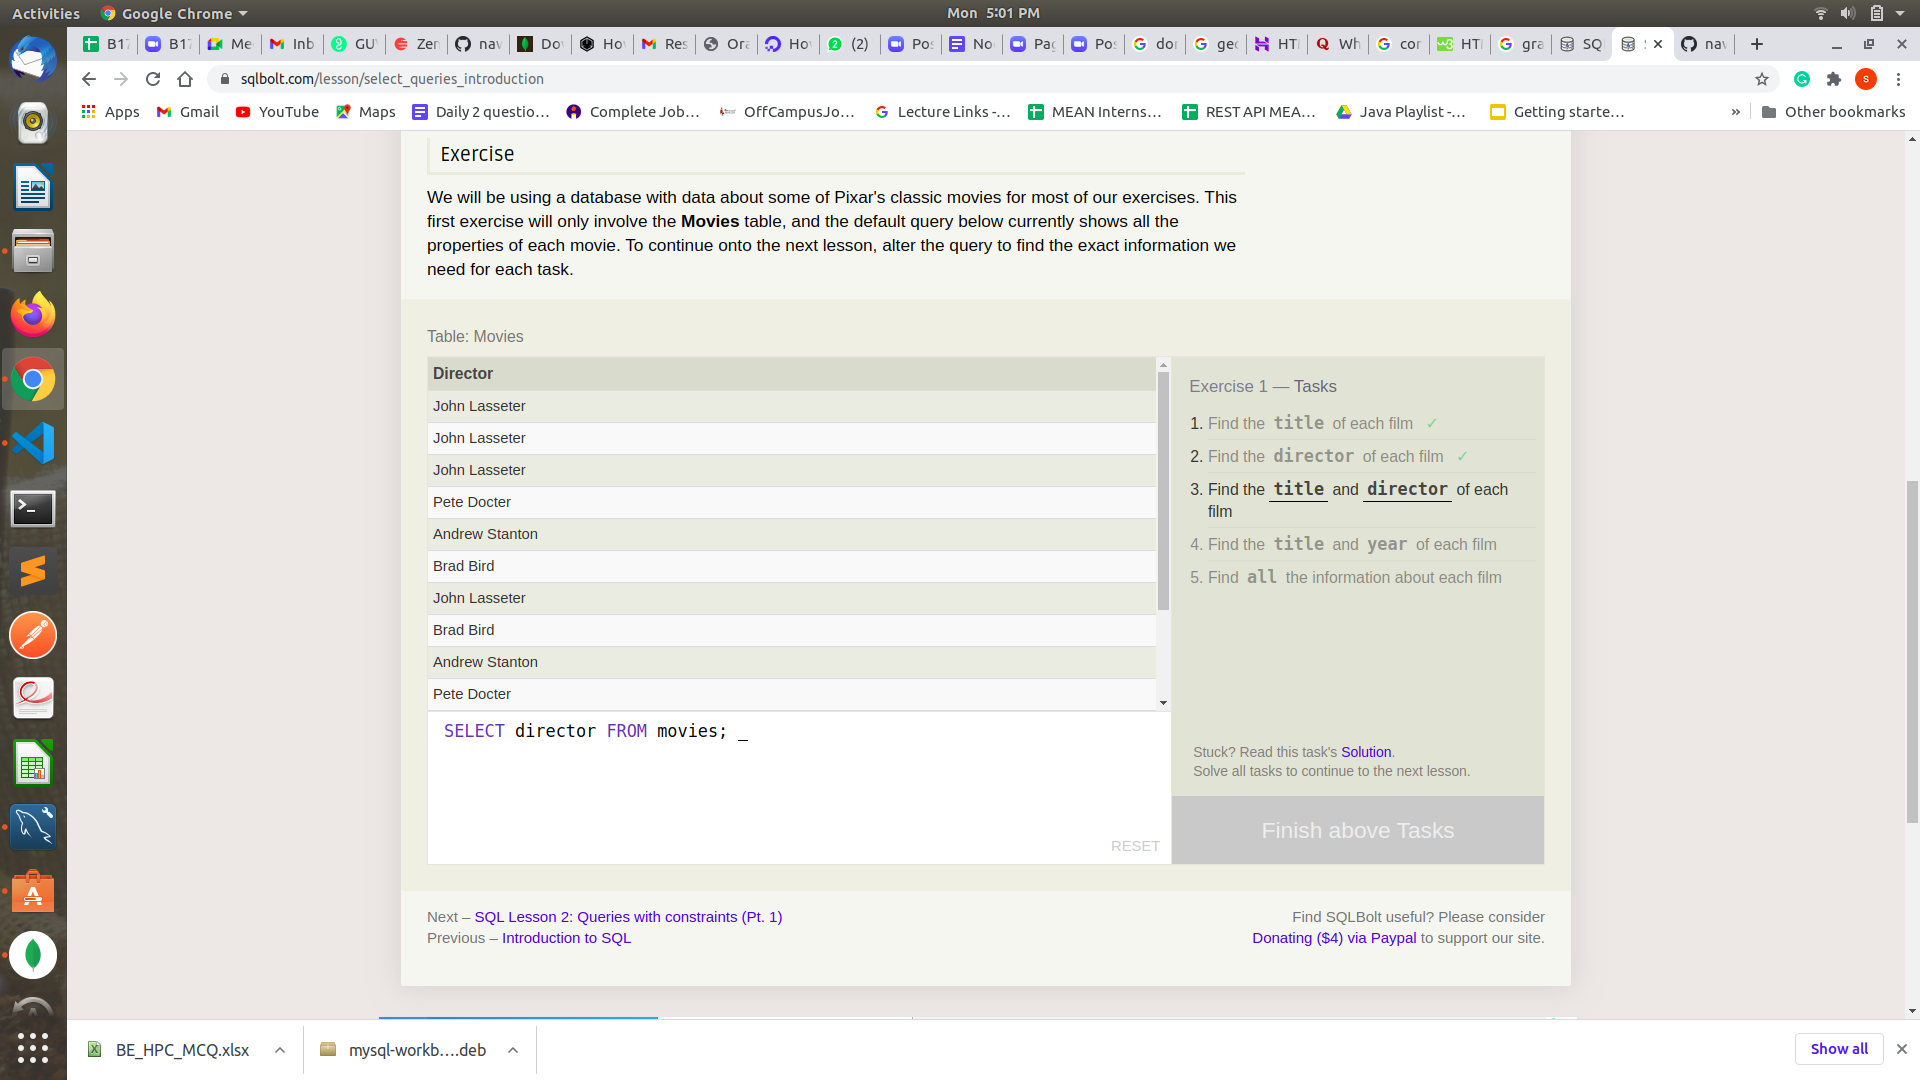 Activities
Google Chrome
Mon 5:01 PM
B17
B17
Me
Inb
GU
Zen
nav
Do
Ho
Res
Ora
Ho
(2)
Pos
No
Pag
Pos
dor
gec
HT
Wh
cor
HTI
gra
SQ
nav
sqlbolt.com/lesson/select_queries_introduction
S
Apps
Gmail
YouTube
Maps
Daily 2 questio...
Complete Job...
OffCampusJo...
Lecture Links -...
MEAN Interns...
REST API MEA...
Java Playlist -...
Getting starte...
»
Other bookmarks
Exercise
We will be using a database with data about some of Pixar's classic movies for most of our exercises. This
first exercise will only involve the Movies table, and the default query below currently shows all the
properties of each movie. To continue onto the next lesson, alter the query to find the exact information we
need for each task.
Table: Movies
Director
John Lasseter
John Lasseter
John Lasseter
Pete Docter
Andrew Stanton
Brad Bird
John Lasseter
Brad Bird
Andrew Stanton
Pete Docter
SELECT director FROM movies; _
RESET
Exercise 1 — Tasks
1. Find the title of each film ✓
2. Find the director of each film ✓
3. Find the title and director of each
film
4. Find the title and year of each film
5. Find all the information about each film
Stuck? Read this task's Solution.
Solve all tasks to continue to the next lesson.
Finish above Tasks
Next – SQL Lesson 2: Queries with constraints (Pt. 1)
Previous – Introduction to SQL
Find SQLBolt useful? Please consider
Donating ($4) via Paypal to support our site.
BE_HPC_MCQ.xlsx
mysql-workb....deb
Show all